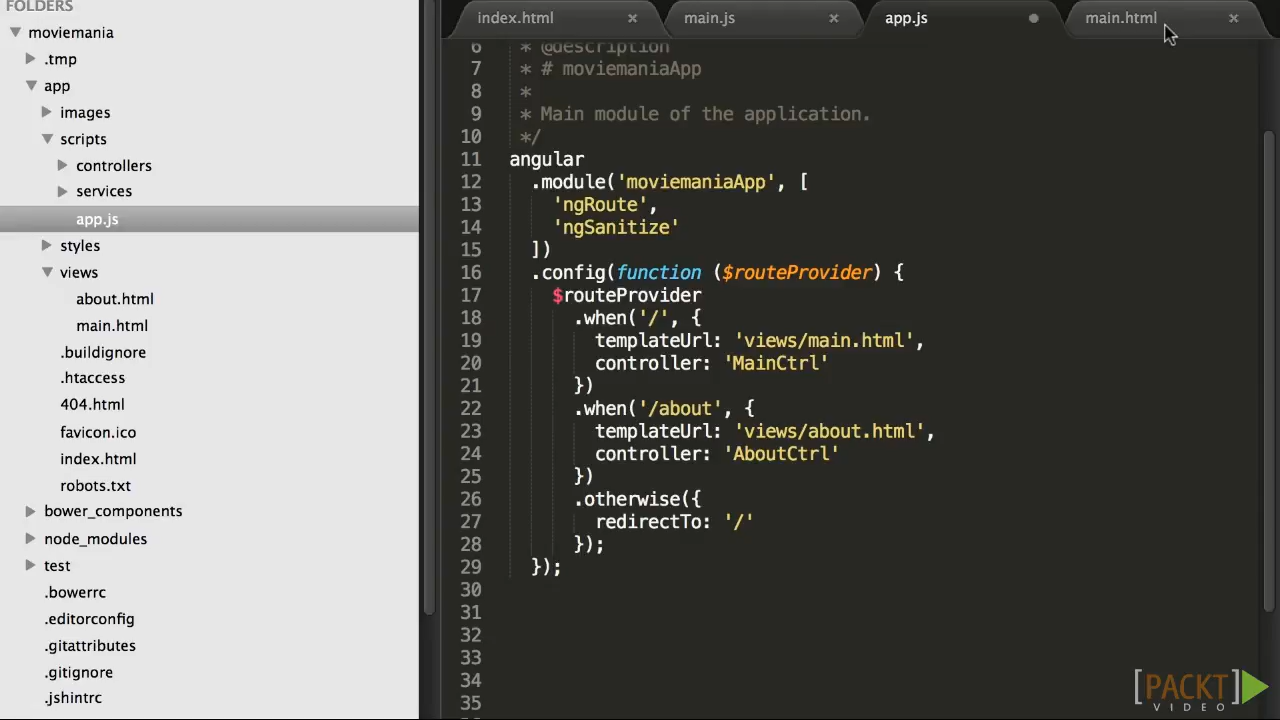 FOLDERS
moviemania
.tmp
app
images
scripts
controllers
services
app.js
styles
views
about.html
main.html
.buildignore
.htaccess
404.html
favicon.ico
index.html
robots.txt
bower_components
node_modules
test
.bowerrc
.editorconfig
.gitattributes
.gitignore
.jshintrc
index.html × main.js × app.js main.html ×
6 * @description
7 * # moviemaniaApp
8 *
9 * Main module of the application.
10 */
11 angular
12 .module('moviemaniaApp', [
13 'ngRoute',
14 'ngSanitize'
15 ])
16 .config(function ($routeProvider) {
17 $routeProvider
18 .when('/', {
19 templateUrl: 'views/main.html',
20 controller: 'MainCtrl'
21 })
22 .when('/about', {
23 templateUrl: 'views/about.html',
24 controller: 'AboutCtrl'
25 })
26 .otherwise({
27 redirectTo: '/'
28 });
29 });
30
31
32
33
34
35
[PACKT]
VIDEO